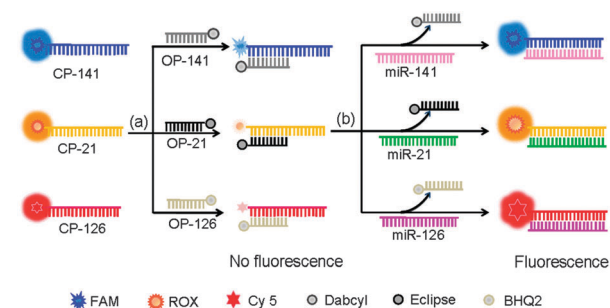 CP-141
OP-141
miR-141
(a)
(b)
CP-21
OP-21
miR-21
CP-126
OP-126
miR-126
No fluorescence
Fluorescence
FAM ROX Cy 5 Dabcyl Eclipse BHQ2